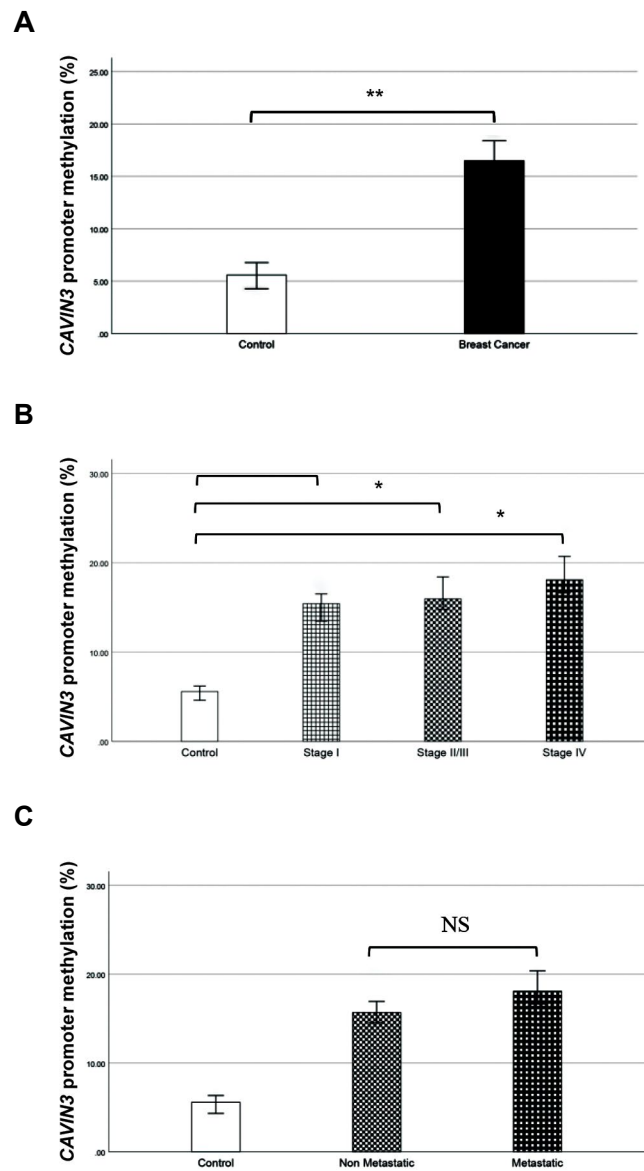 A
CAVIN3 promoter methylation (%)
25.00
20.00
15.00
10.00
5.00
.00
**
Control
Breast Cancer
B
CAVIN3 promoter methylation (%)
30.00
20.00
10.00
.00
*
*
Control
Stage I
Stage II/III
Stage IV
C
CAVIN3 promoter methylation (%)
30.00
20.00
10.00
.00
NS
Control
Non Metastatic
Metastatic